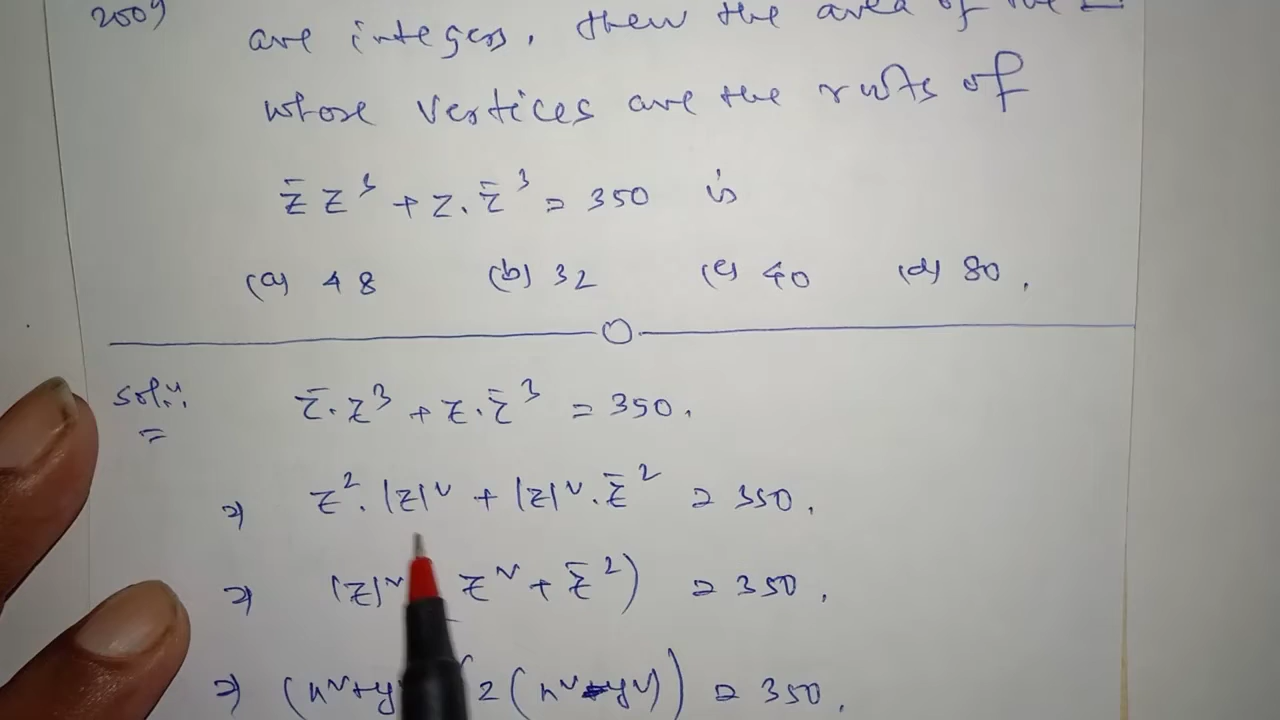 2009
are integers, then the area of the
whose vertices are the roots of
z̄ z³ + z. z̄³ = 350 is
(a) 48 (b) 32 (c) 40 (d) 80.
solⁿ:
z̄. z³ + z. z̄³ = 350.
⇒ z². |z|² + |z|². z̄² = 350.
⇒ |z|² z² + z̄²) = 350.
⇒ (x²+y 2(x²-y²)) = 350.